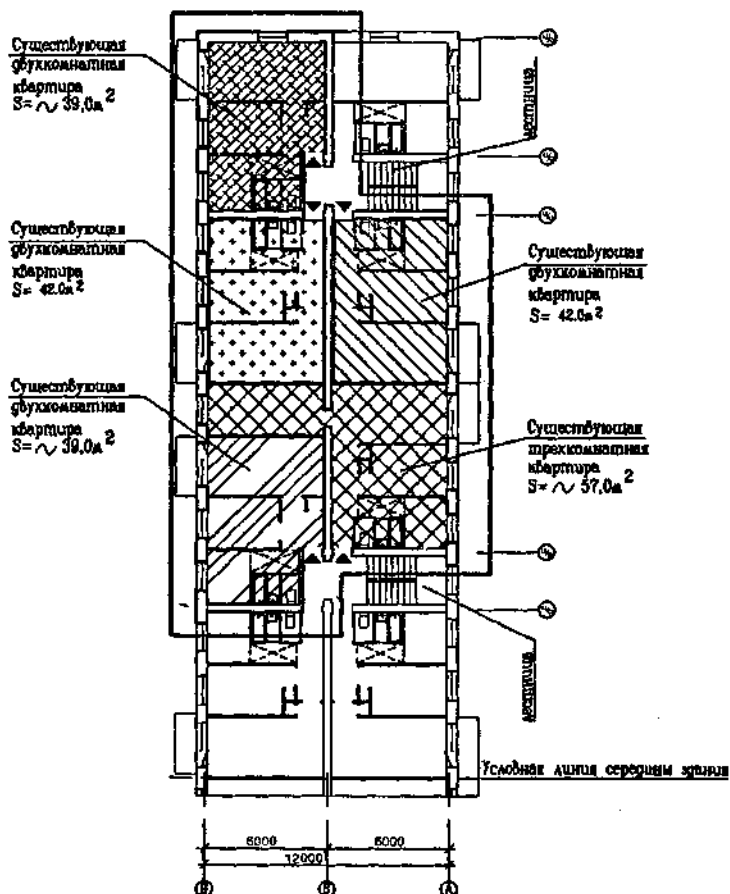 Существующая
двухкомнатная
квартира
S= ~ 39,0м²
лестница
Существующая
двухкомнатная
квартира
S= 42.0м²
Существующая
двухкомнатная
квартира
S= 42.0м²
Существующая
двухкомнатная
квартира
S= ~ 39,0м²
Существующая
трехкомнатная
квартира
S= ~ 57,0м²
лестница
Условная линия середины здания
6000
6000
12000